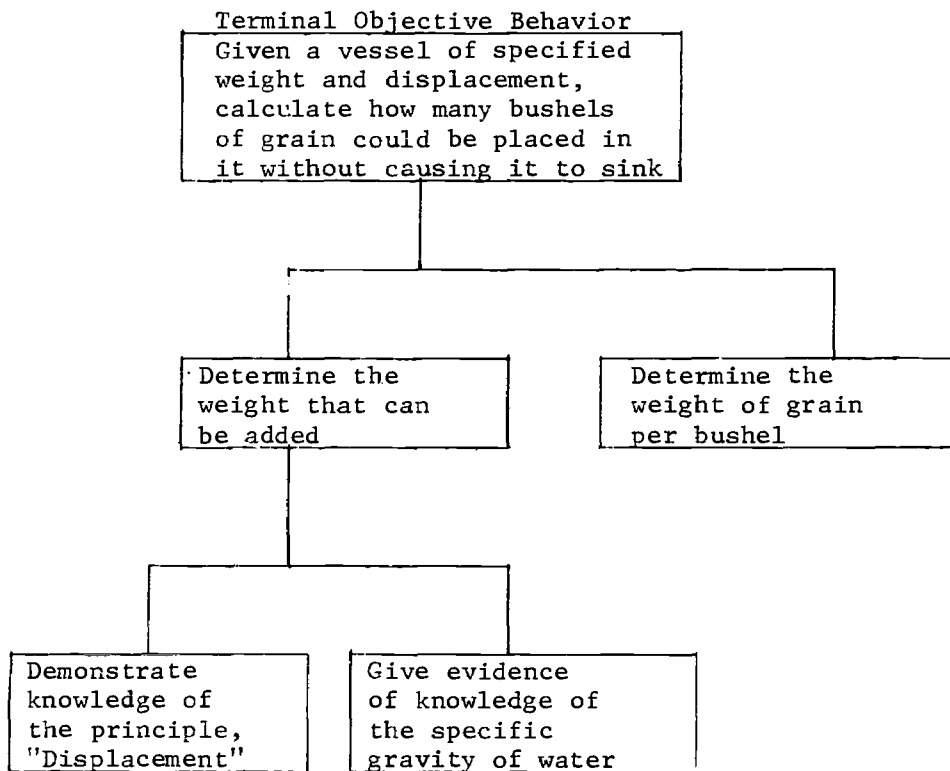 Terminal Objective Behavior
Given a vessel of specified
weight and displacement,
calculate how many bushels
of grain could be placed in
it without causing it to sink
Determine the
weight that can
be added
Determine the
weight of grain
per bushel
Demonstrate
knowledge of
the principle,
"Displacement"
Give evidence
of knowledge of
the specific
gravity of water